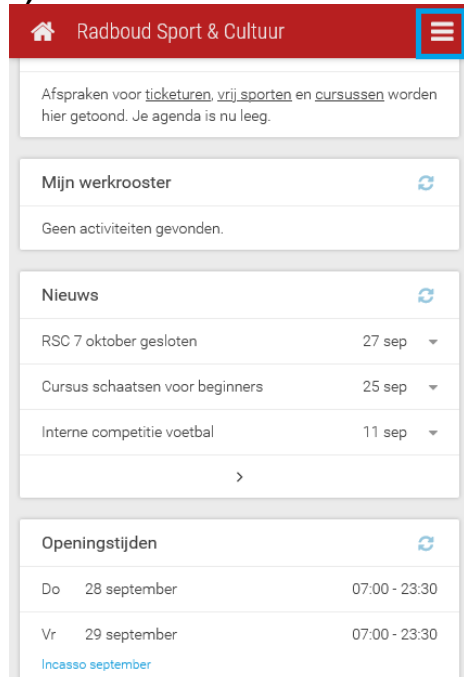 Radboud Sport & Cultuur
Afspraken voor ticketuren, vrij sporten en cursussen worden
hier getoond. Je agenda is nu leeg.
Mijn werkrooster
Geen activiteiten gevonden.
Nieuws
RSC 7 oktober gesloten 27 sep
Cursus schaatsen voor beginners 25 sep
Interne competitie voetbal 11 sep
Openingstijden
Do 28 september 07:00 - 23:30
Vr 29 september 07:00 - 23:30
Incasso september